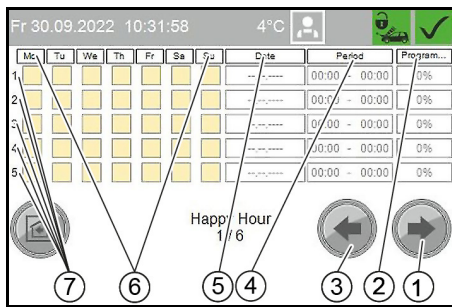 Fr 30.09.2022 10:31:58 4°C
Mo Tu We Th Fr Sa Su Date Period Program...
1 --.--.---- 00:00 - 00:00 0%
2 --.--.---- 00:00 - 00:00 0%
3 --.--.---- 00:00 - 00:00 0%
4 --.--.---- 00:00 - 00:00 0%
5 --.--.---- 00:00 - 00:00 0%
Happy Hour
1 / 6
7 6 5 4 3 2 1